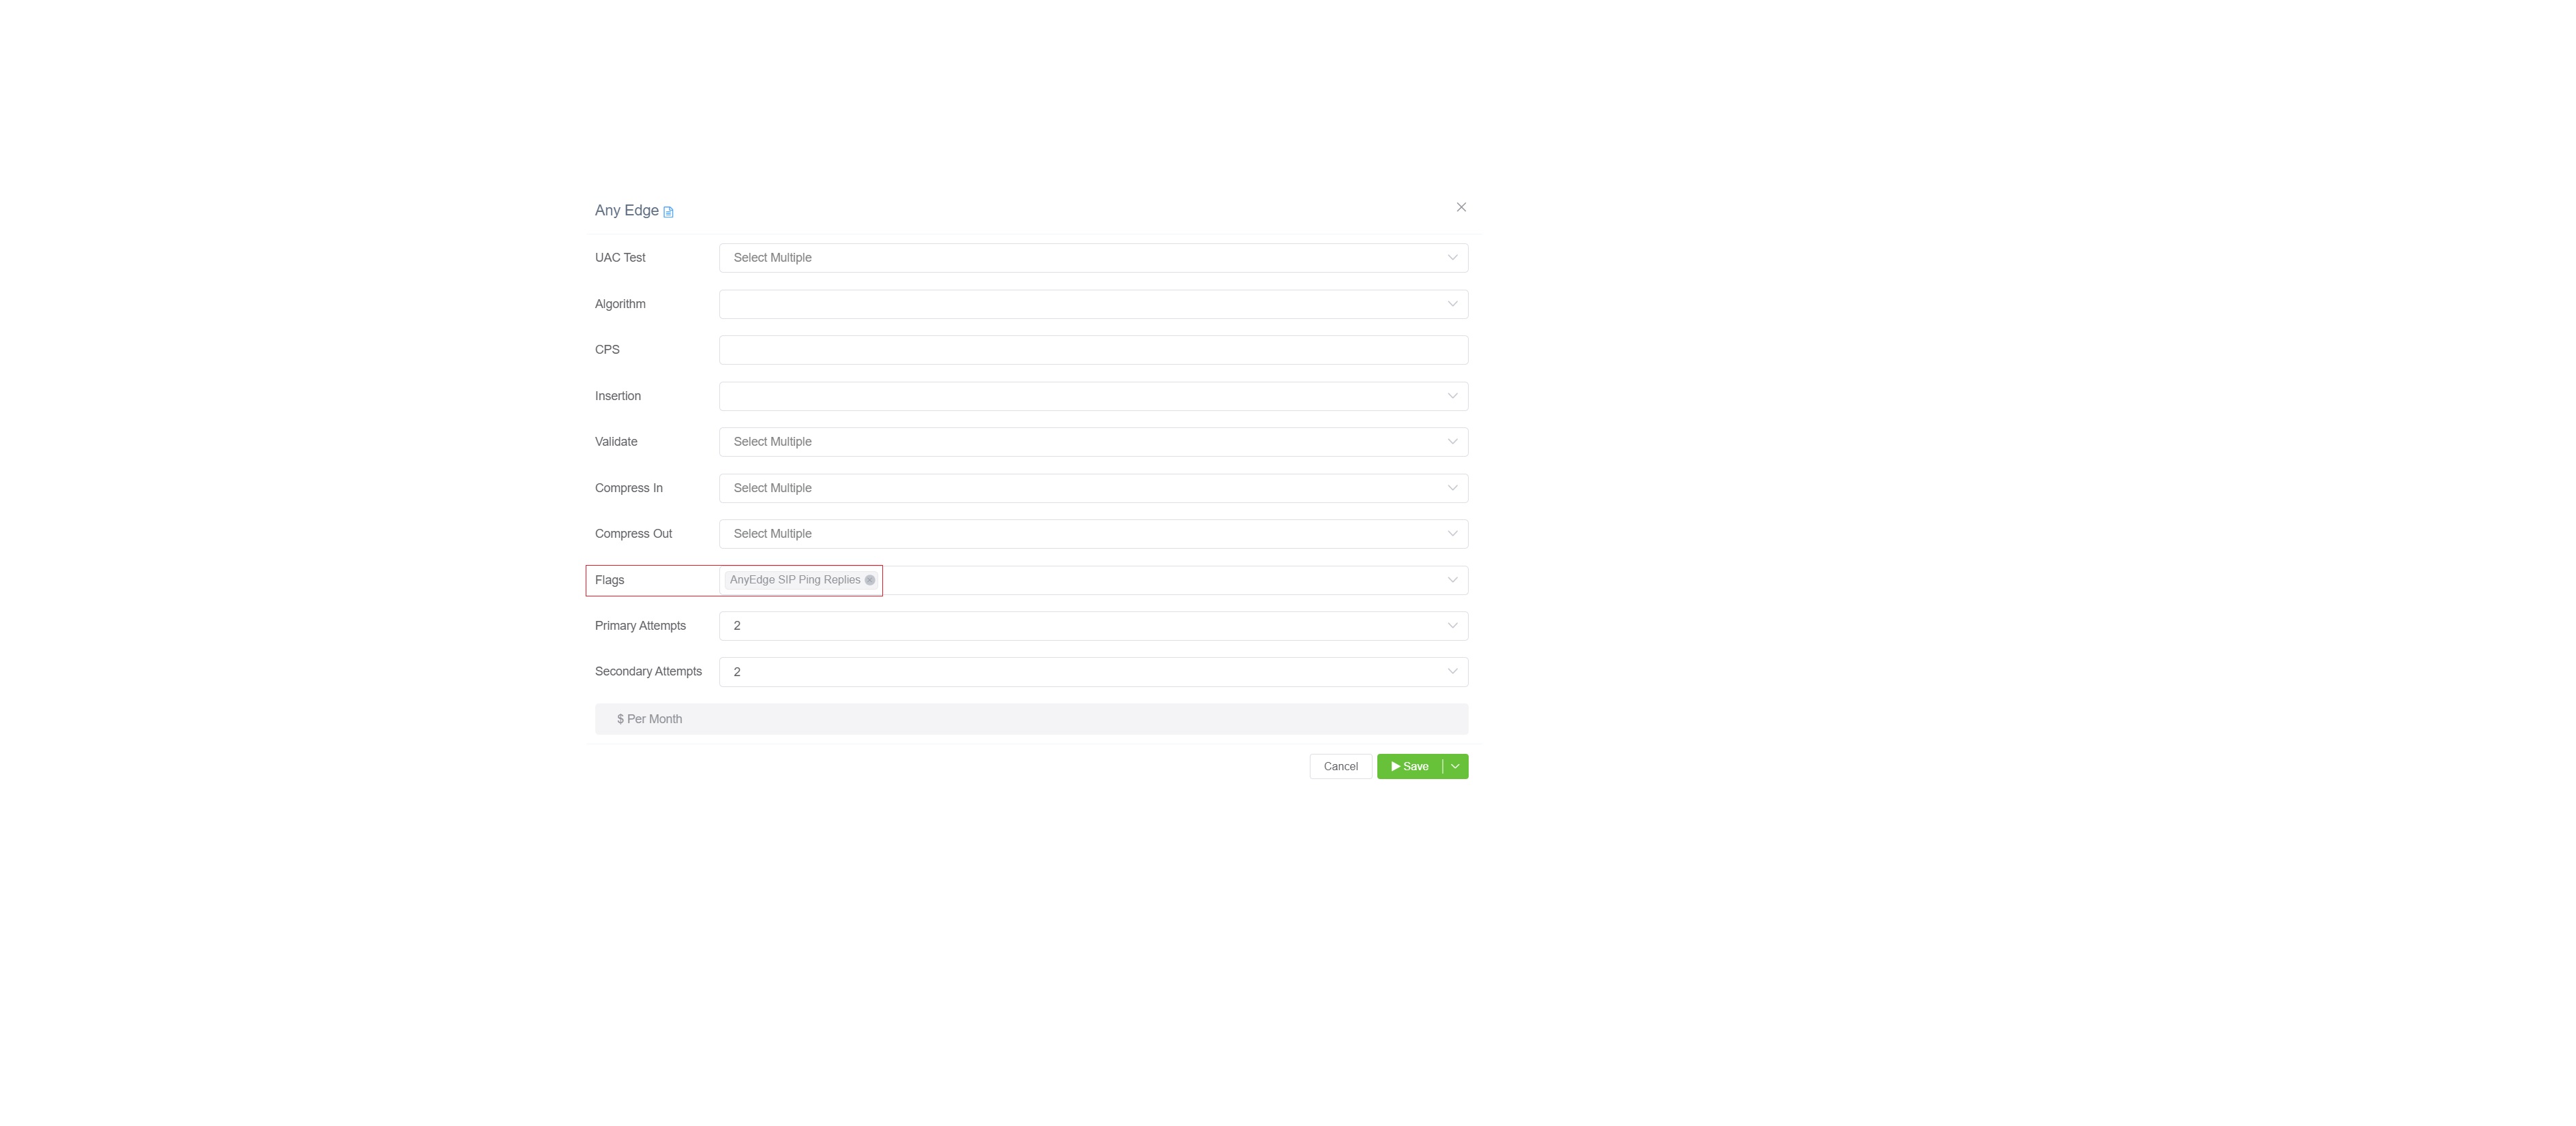 Any Edge
UAC Test Select Multiple
Algorithm
CPS
Insertion
Validate Select Multiple
Compress In Select Multiple
Compress Out Select Multiple
Flags AnyEdge SIP Ping Replies
Primary Attempts 2
Secondary Attempts 2
$ Per Month
Cancel Save